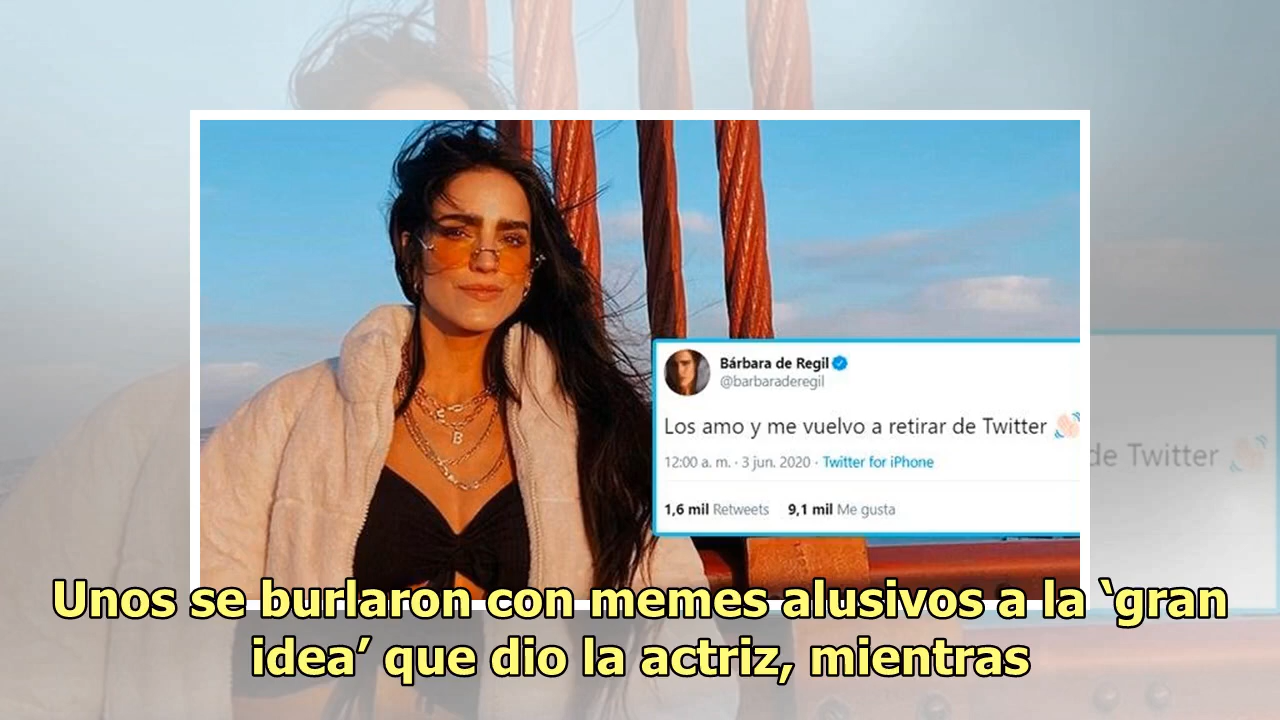 Bárbara de Regil
@barbaraderegil
Los amo y me vuelvo a retirar de Twitter
12:00 a. m. · 3 jun. 2020 · Twitter for iPhone
1,6 mil Retweets 9,1 mil Me gusta
de Twitter
B
Unos se burlaron con memes alusivos a la ‘gran
idea’ que dio la actriz, mientras